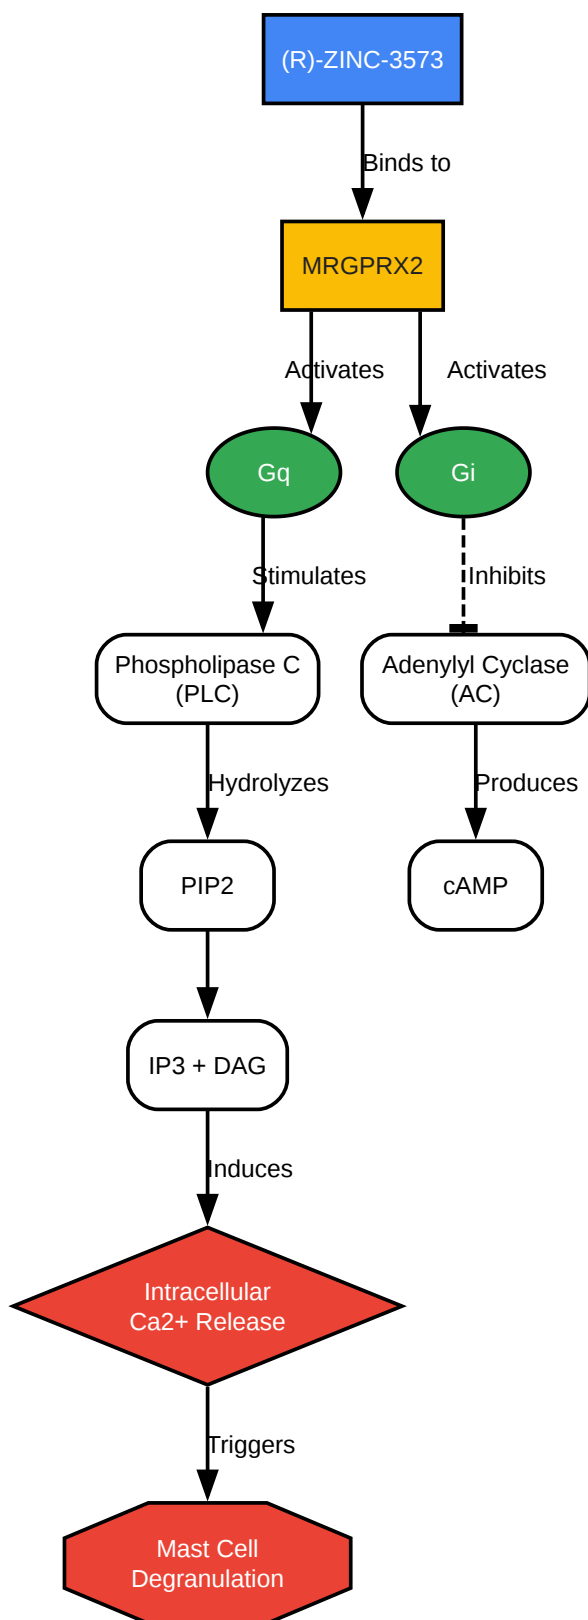 (R)-ZINC-3573
Binds to
MRGPRX2
Activates
Activates
Gq
Gi
Stimulates
Inhibits
Phospholipase C
(PLC)
Adenylyl Cyclase
(AC)
Hydrolyzes
Produces
PIP2
cAMP
IP3 + DAG
Induces
Intracellular
Ca2+ Release
Triggers
Mast Cell
Degranulation